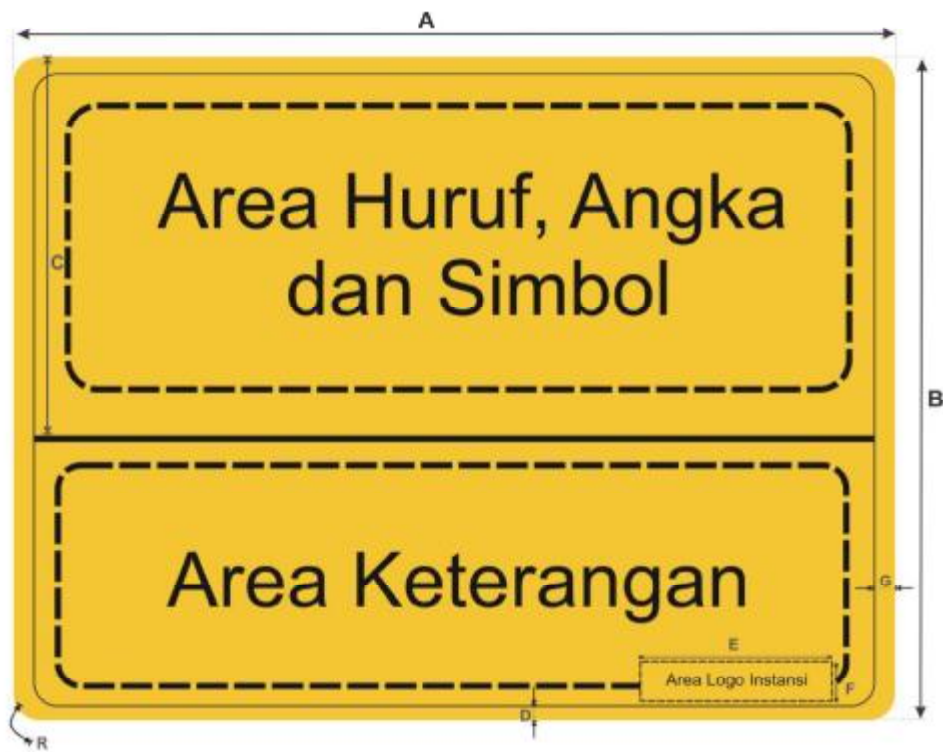 A
Area Huruf, Angka
dan Simbol
C
B
Area Keterangan
G
E
Area Logo Instansi
F
D
R